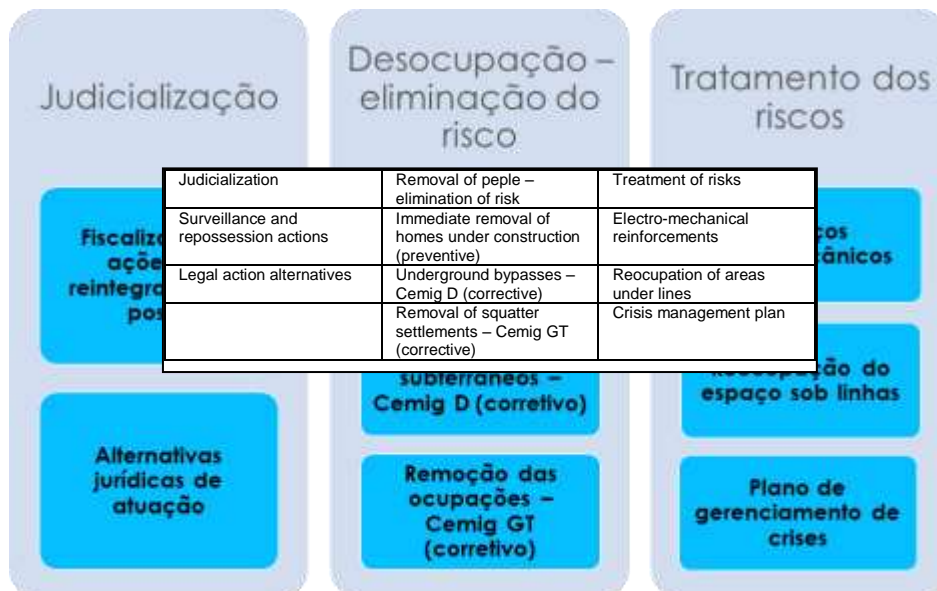 Judicialização
Desocupação –
eliminação do
risco
Tratamento dos
riscos
Judicialization
Removal of peple –
elimination of risk
Treatment of risks
Surveillance and
repossession actions
Immediate removal of
homes under construction
(preventive)
Electro-mechanical
reinforcements
Legal action alternatives
Underground bypasses –
Cemig D (corrective)
Reocupation of areas
under lines
Removal of squatter
settlements – Cemig GT
(corrective)
Crisis management plan
Alternativas
jurídicas de
atuação
subterrâneos –
Cemig D (corretivo)
Remoção das
ocupações –
Cemig GT
(corretivo)
do
espaço sob linhas
Plano de
gerenciamento de
crises